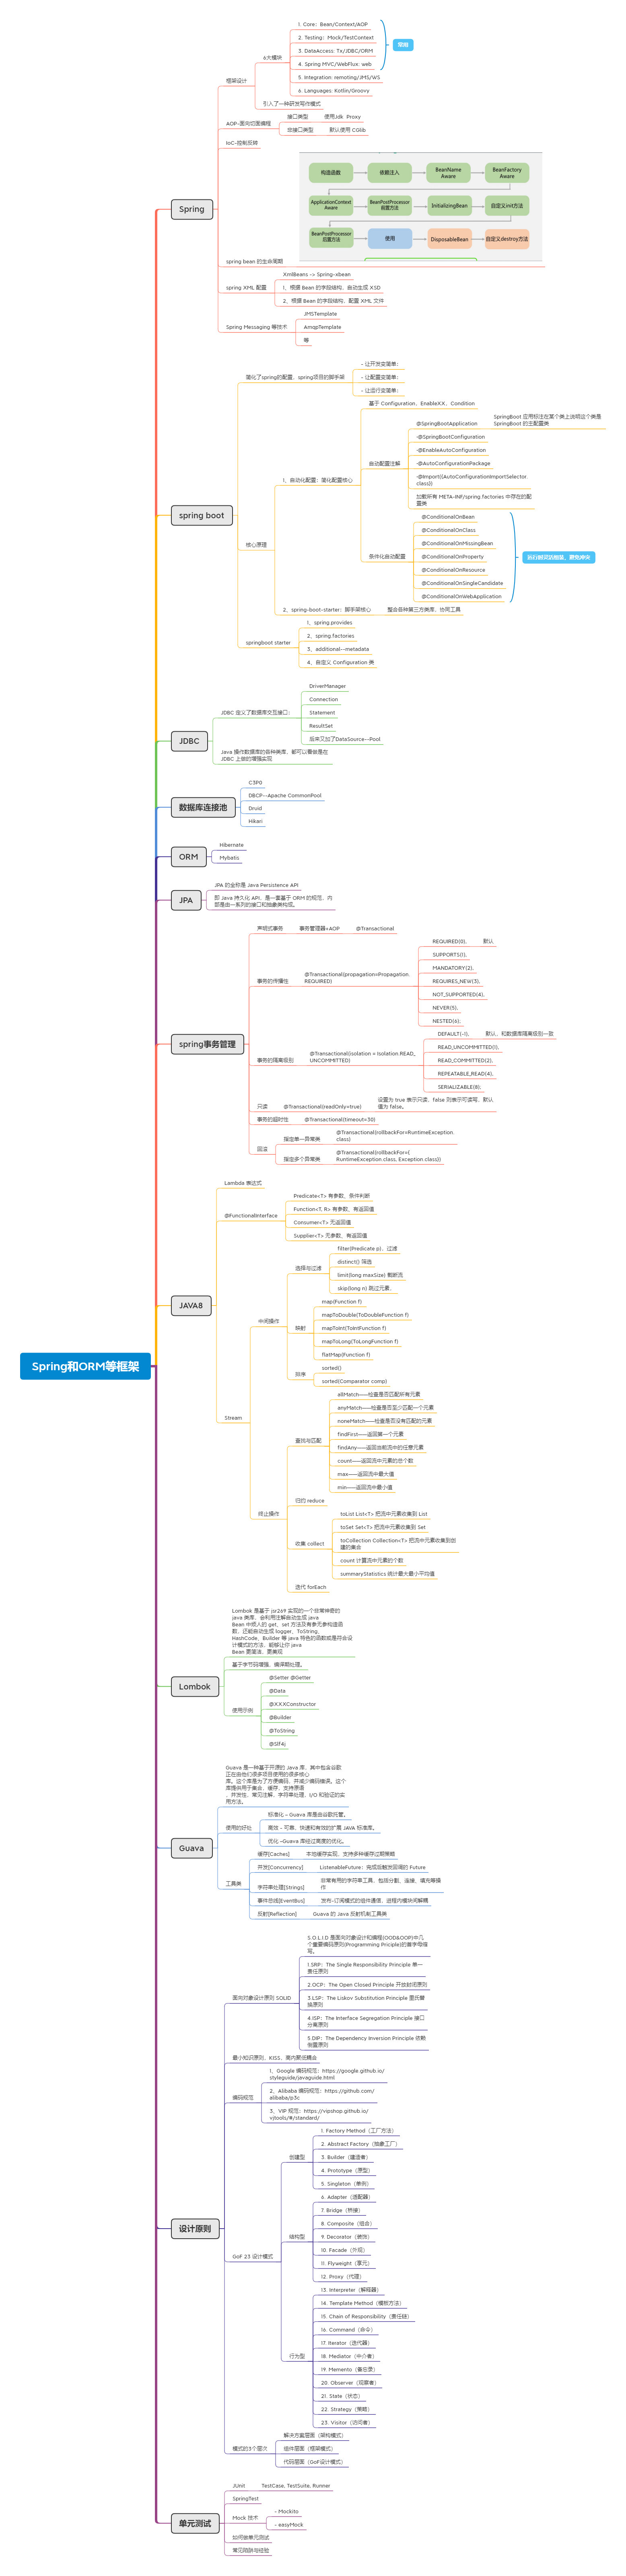 Spring和ORM等框架
Spring
框架设计
6大模块
1. Core：Bean/Context/AOP
2. Testing：Mock/TestContext
3. DataAccess: Tx/JDBC/ORM
4. Spring MVC/WebFlux: web
5. Integration: remoting/JMS/WS
6. Languages: Kotlin/Groovy
常用
引入了一种研发写作模式
AOP-面向切面编程
接口类型
使用Jdk Proxy
非接口类型
默认使用 CGlib
IoC-控制反转
spring bean 的生命周期
构造函数
依赖注入
BeanName
Aware
BeanFactory
Aware
ApplicationContext
Aware
BeanPostProcessor
前置方法
InitializingBean
自定义init方法
BeanPostProcessor
后置方法
使用
DisposableBean
自定义destroy方法
spring XML 配置
XmlBeans -> Spring-xbean
1、根据 Bean 的字段结构，自动生成 XSD
2、根据 Bean 的字段结构，配置 XML 文件
Spring Messaging 等技术
JMSTemplate
AmqpTemplate
等
spring boot
简化了spring的配置，spring项目的脚手架
- 让开发变简单：
- 让配置变简单：
- 让运行变简单：
核心原理
1、自动化配置：简化配置核心
基于 Configuration，EnableXX，Condition
自动配置注解
@SpringBootApplication
SpringBoot 应用标注在某个类上说明这个类是
SpringBoot 的主配置类
-@SpringBootConfiguration
-@EnableAutoConfiguration
-@AutoConfigurationPackage
-@Import({AutoConfigurationImportSelector.
class})
加载所有 META-INF/spring.factories 中存在的配
置类
条件化自动配置
@ConditionalOnBean
@ConditionalOnClass
@ConditionalOnMissingBean
@ConditionalOnProperty
@ConditionalOnResource
@ConditionalOnSingleCandidate
@ConditionalOnWebApplication
运行时灵活组装，避免冲突
2、spring-boot-starter：脚手架核心
整合各种第三方类库，协同工具
springboot starter
1、spring.provides
2、spring.factories
3、additional--metadata
4、自定义 Configuration 类
JDBC
JDBC 定义了数据库交互接口：
DriverManager
Connection
Statement
ResultSet
后来又加了DataSource--Pool
Java 操作数据库的各种类库，都可以看做是在
JDBC 上做的增强实现
数据库连接池
C3P0
DBCP--Apache CommonPool
Druid
Hikari
ORM
Hibernate
Mybatis
JPA
JPA 的全称是 Java Persistence API
即 Java 持久化 API，是一套基于 ORM 的规范，内
部是由一系列的接口和抽象类构成。
spring事务管理
声明式事务
事务管理器+AOP
@Transactional
事务的传播性
@Transactional(propagation=Propagation.
REQUIRED)
REQUIRED(0),
默认
SUPPORTS(1),
MANDATORY(2),
REQUIRES_NEW(3),
NOT_SUPPORTED(4),
NEVER(5),
NESTED(6);
事务的隔离级别
@Transactional(isolation = Isolation.READ_
UNCOMMITTED)
DEFAULT(-1),
默认，和数据库隔离级别一致
READ_UNCOMMITTED(1),
READ_COMMITTED(2),
REPEATABLE_READ(4),
SERIALIZABLE(8);
只读
@Transactional(readOnly=true)
设置为 true 表示只读，false 则表示可读写，默认
值为 false。
事务的超时性
@Transactional(timeout=30)
回滚
指定单一异常类
@Transactional(rollbackFor=RuntimeException.
class)
指定多个异常类
@Transactional(rollbackFor={
RuntimeException.class, Exception.class})
JAVA8
Lambda 表达式
@FunctionalInterface
Predicate<T> 有参数、条件判断
Function<T, R> 有参数、有返回值
Consumer<T> 无返回值
Supplier<T> 无参数、有返回值
Stream
中间操作
选择与过滤
filter(Predicate p)，过滤
distinct() 筛选
limit(long maxSize) 截断流
skip(long n) 跳过元素.
映射
map(Function f)
mapToDouble(ToDoubleFunction f)
mapToInt(ToIntFunction f)
mapToLong(ToLongFunction f)
flatMap(Function f)
排序
sorted()
sorted(Comparator comp)
终止操作
查找与匹配
allMatch——检查是否匹配所有元素
anyMatch——检查是否至少匹配一个元素
noneMatch——检查是否没有匹配的元素
findFirst——返回第一个元素
findAny——返回当前流中的任意元素
count——返回流中元素的总个数
max——返回流中最大值
min——返回流中最小值
归约 reduce
收集 collect
toList List<T> 把流中元素收集到 List
toSet Set<T> 把流中元素收集到 Set
toCollection Collection<T> 把流中元素收集到创
建的集合
count 计算流中元素的个数
summaryStatistics 统计最大最小平均值
迭代 forEach
Lombok
Lombok 是基于 jsr269 实现的一个非常神奇的
java 类库，会利用注解自动生成 java
Bean 中烦人的 get、set 方法及有参无参构造函
数，还能自动生成 logger、ToString、
HashCode、Builder 等 java 特色的函数或是符合设
计模式的方法，能够让你 java
Bean 更简洁，更美观
基于字节码增强，编译期处理。
使用示例
@Setter @Getter
@Data
@XXXConstructor
@Builder
@ToString
@Slf4j
Guava
Guava 是一种基于开源的 Java 库，其中包含谷歌
正在由他们很多项目使用的很多核心
库。这个库是为了方便编码，并减少编码错误。这个
库提供用于集合，缓存，支持原语
，并发性，常见注解，字符串处理，I/O 和验证的实
用方法。
使用的好处
标准化 – Guava 库是由谷歌托管。
高效 - 可靠，快速和有效的扩展 JAVA 标准库。
优化 –Guava 库经过高度的优化。
工具类
缓存[Caches]
本地缓存实现，支持多种缓存过期策略
并发[Concurrency]
ListenableFuture：完成后触发回调的 Future
字符串处理[Strings]
非常有用的字符串工具，包括分割、连接、填充等操
作
事件总线[EventBus]
发布-订阅模式的组件通信，进程内模块间解耦
反射[Reflection]
Guava 的 Java 反射机制工具类
设计原则
面向对象设计原则 SOLID
S.O.L.I.D 是面向对象设计和编程(OOD&OOP)中几
个重要编码原则(Programming Priciple)的首字母缩
写。
1.SRP：The Single Responsibility Principle 单一
责任原则
2.OCP：The Open Closed Principle 开放封闭原则
3.LSP：The Liskov Substitution Principle 里氏替
换原则
4.ISP：The Interface Segregation Principle 接口
分离原则
5.DIP：The Dependency Inversion Principle 依赖
倒置原则
最小知识原则，KISS，高内聚低耦合
编码规范
1、Google 编码规范：https://google.github.io/
styleguide/javaguide.html
2、Alibaba 编码规范：https://github.com/
alibaba/p3c
3、VIP 规范：https://vipshop.github.io/
vjtools/#/standard/
GoF 23 设计模式
创建型
1. Factory Method（工厂方法）
2. Abstract Factory（抽象工厂）
3. Builder（建造者）
4. Prototype（原型）
5. Singleton（单例）
结构型
6. Adapter（适配器）
7. Bridge（桥接）
8. Composite（组合）
9. Decorator（装饰）
10. Facade（外观）
11. Flyweight（享元）
12. Proxy（代理）
行为型
13. Interpreter（解释器）
14. Template Method（模板方法）
15. Chain of Responsibility（责任链）
16. Command（命令）
17. Iterator（迭代器）
18. Mediator（中介者）
19. Memento（备忘录）
20. Observer（观察者）
21. State（状态）
22. Strategy（策略）
23. Visitor（访问者）
模式的3个层次
解决方案层面（架构模式）
组件层面（框架模式）
代码层面（GoF设计模式）
单元测试
JUnit
TestCase, TestSuite, Runner
SpringTest
Mock 技术
- Mockito
- easyMock
如何做单元测试
常见陷阱与经验